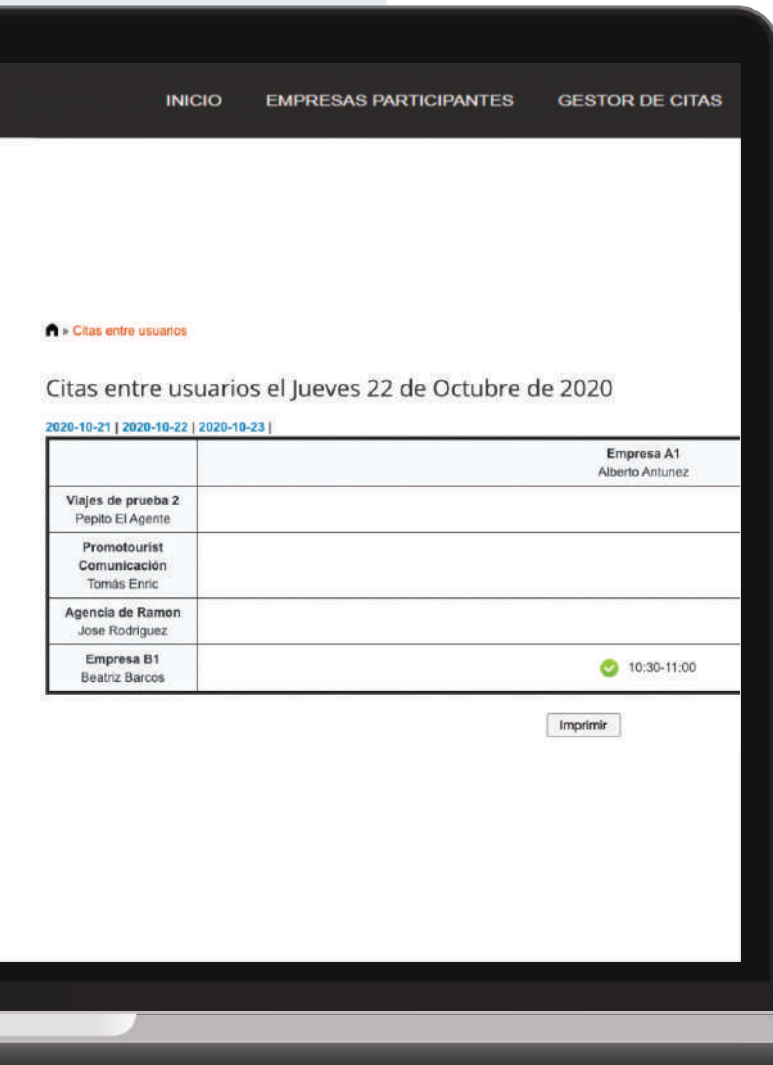 INICIO EMPRESAS PARTICIPANTES GESTOR DE CITAS
» Citas entre usuarios
Citas entre usuarios el Jueves 22 de Octubre de 2020
2020-10-21 | 2020-10-22 | 2020-10-23 |
Empresa A1
Alberto Antunez
Viajes de prueba 2
Pepito El Agente
Promotourist
Comunicación
Tomás Enric
Agencia de Ramon
Jose Rodriguez
Empresa B1
Beatriz Barcos
10:30-11:00
Imprimir